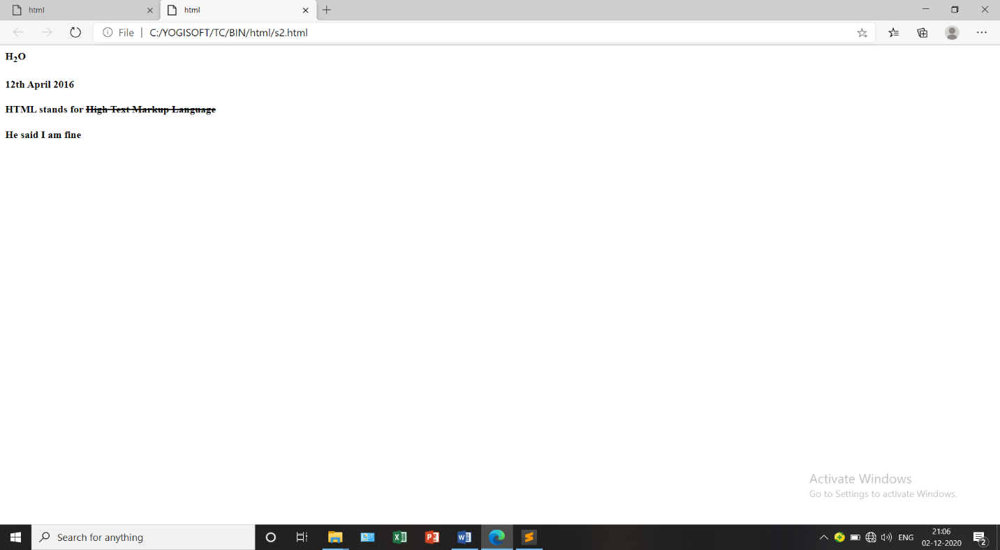 html
html
File | C:/YOGISOFT/TC/BIN/html/s2.html
H₂O
12th April 2016
HTML stands for High Text Markup Language
He said I am fine
Activate Windows
Go to Settings to activate Windows.
Search for anything
ENG
21:06
02-12-2020
2